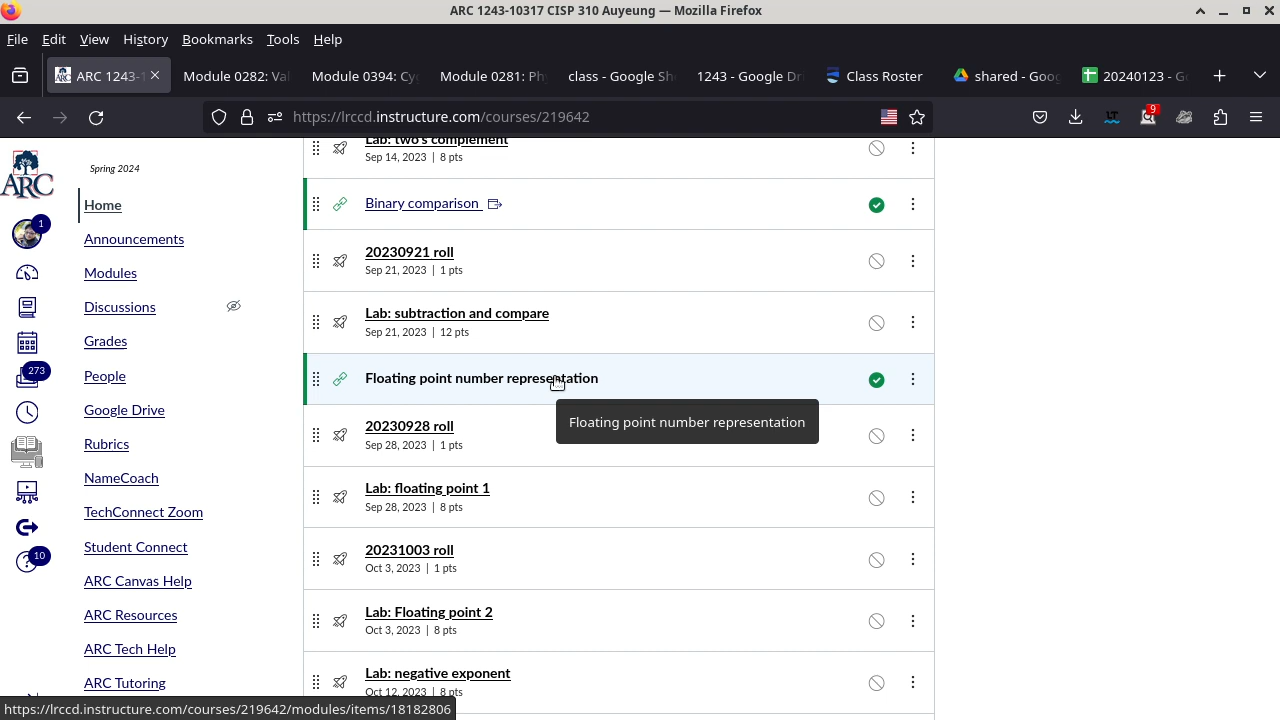 ARC 1243-10317 CISP 310 Auyeung — Mozilla Firefox
File Edit View History Bookmarks Tools Help
ARC 1243-1 Module 0282: Val Module 0394: Cyc Module 0281: Phy class - Google Sh 1243 - Google Dri Class Roster shared - Goog 20240123 - G
https://lrccd.instructure.com/courses/219642
9
ARC
Spring 2024
Home
Announcements
Modules
Discussions
Grades
People
Google Drive
Rubrics
NameCoach
TechConnect Zoom
Student Connect
ARC Canvas Help
ARC Resources
ARC Tech Help
ARC Tutoring
1
273
10
Lab: two's complement
Sep 14, 2023 | 8 pts
Binary comparison
20230921 roll
Sep 21, 2023 | 1 pts
Lab: subtraction and compare
Sep 21, 2023 | 12 pts
Floating point number representation
Floating point number representation
20230928 roll
Sep 28, 2023 | 1 pts
Lab: floating point 1
Sep 28, 2023 | 8 pts
20231003 roll
Oct 3, 2023 | 1 pts
Lab: Floating point 2
Oct 3, 2023 | 8 pts
Lab: negative exponent
Oct 12, 2023 | 8 pts
https://lrccd.instructure.com/courses/219642/modules/items/18182806